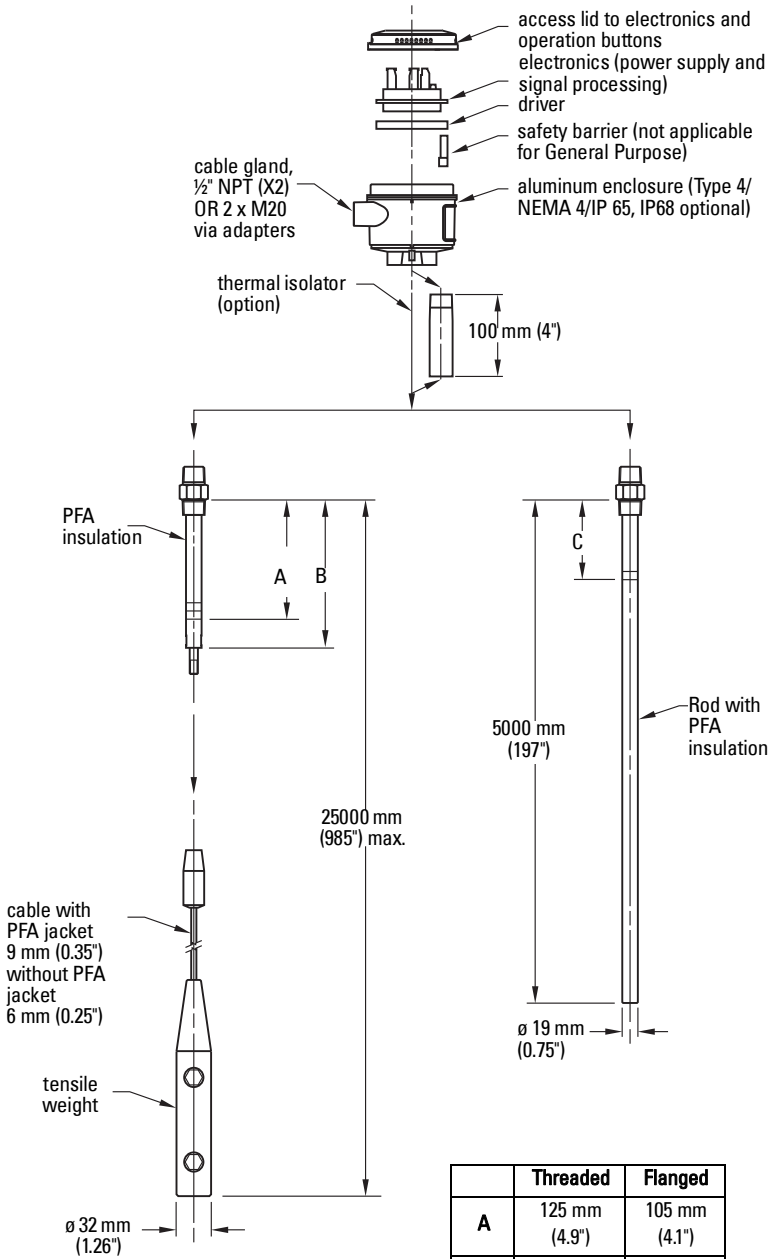 access lid to electronics and
operation buttons
electronics (power supply and
signal processing)
driver
safety barrier (not applicable
for General Purpose)
cable gland,
½" NPT (X2)
OR 2 x M20
via adapters
aluminum enclosure (Type 4/
NEMA 4/IP 65, IP68 optional)
thermal isolator
(option)
100 mm (4")
PFA
insulation
A
B
C
Rod with
PFA
insulation
5000 mm
(197")
25000 mm
(985") max.
cable with
PFA jacket
9 mm (0.35")
without PFA
jacket
6 mm (0.25")
ø 19 mm
(0.75")
tensile
weight
ø 32 mm
(1.26")
Threaded Flanged
A 125 mm 105 mm
(4.9") (4.1")